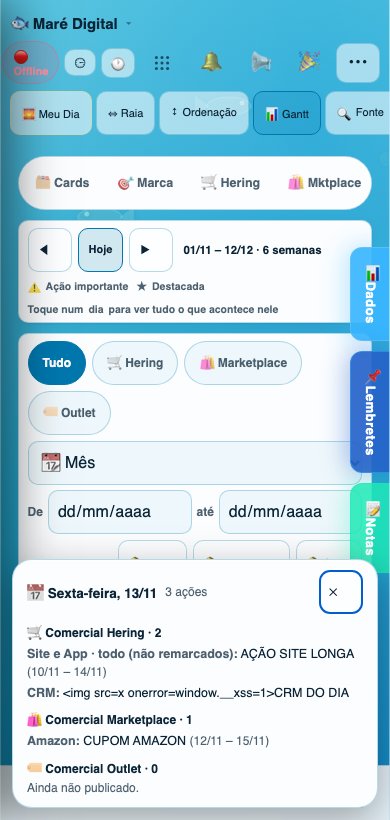 Maré Digital
Offline
Meu Dia
Raia
Ordenação
Gantt
Fonte
Cards
Marca
Hering
Mktplace
Hoje
01/11 – 12/12 · 6 semanas
Ação importante ★ Destacada
Toque num dia para ver tudo o que acontece nele
Dados
Lembretes
Notas
Tudo
Hering
Marketplace
Outlet
Mês
De dd/mm/aaaa até dd/mm/aaaa
Sexta-feira, 13/11 3 ações
×
Comercial Hering · 2
Site e App · todo (não remarcados): AÇÃO SITE LONGA
(10/11 – 14/11)
CRM: <img src=x onerror=window.__xss=1>CRM DO DIA
Comercial Marketplace · 1
Amazon: CUPOM AMAZON (12/11 – 15/11)
Comercial Outlet · 0
Ainda não publicado.